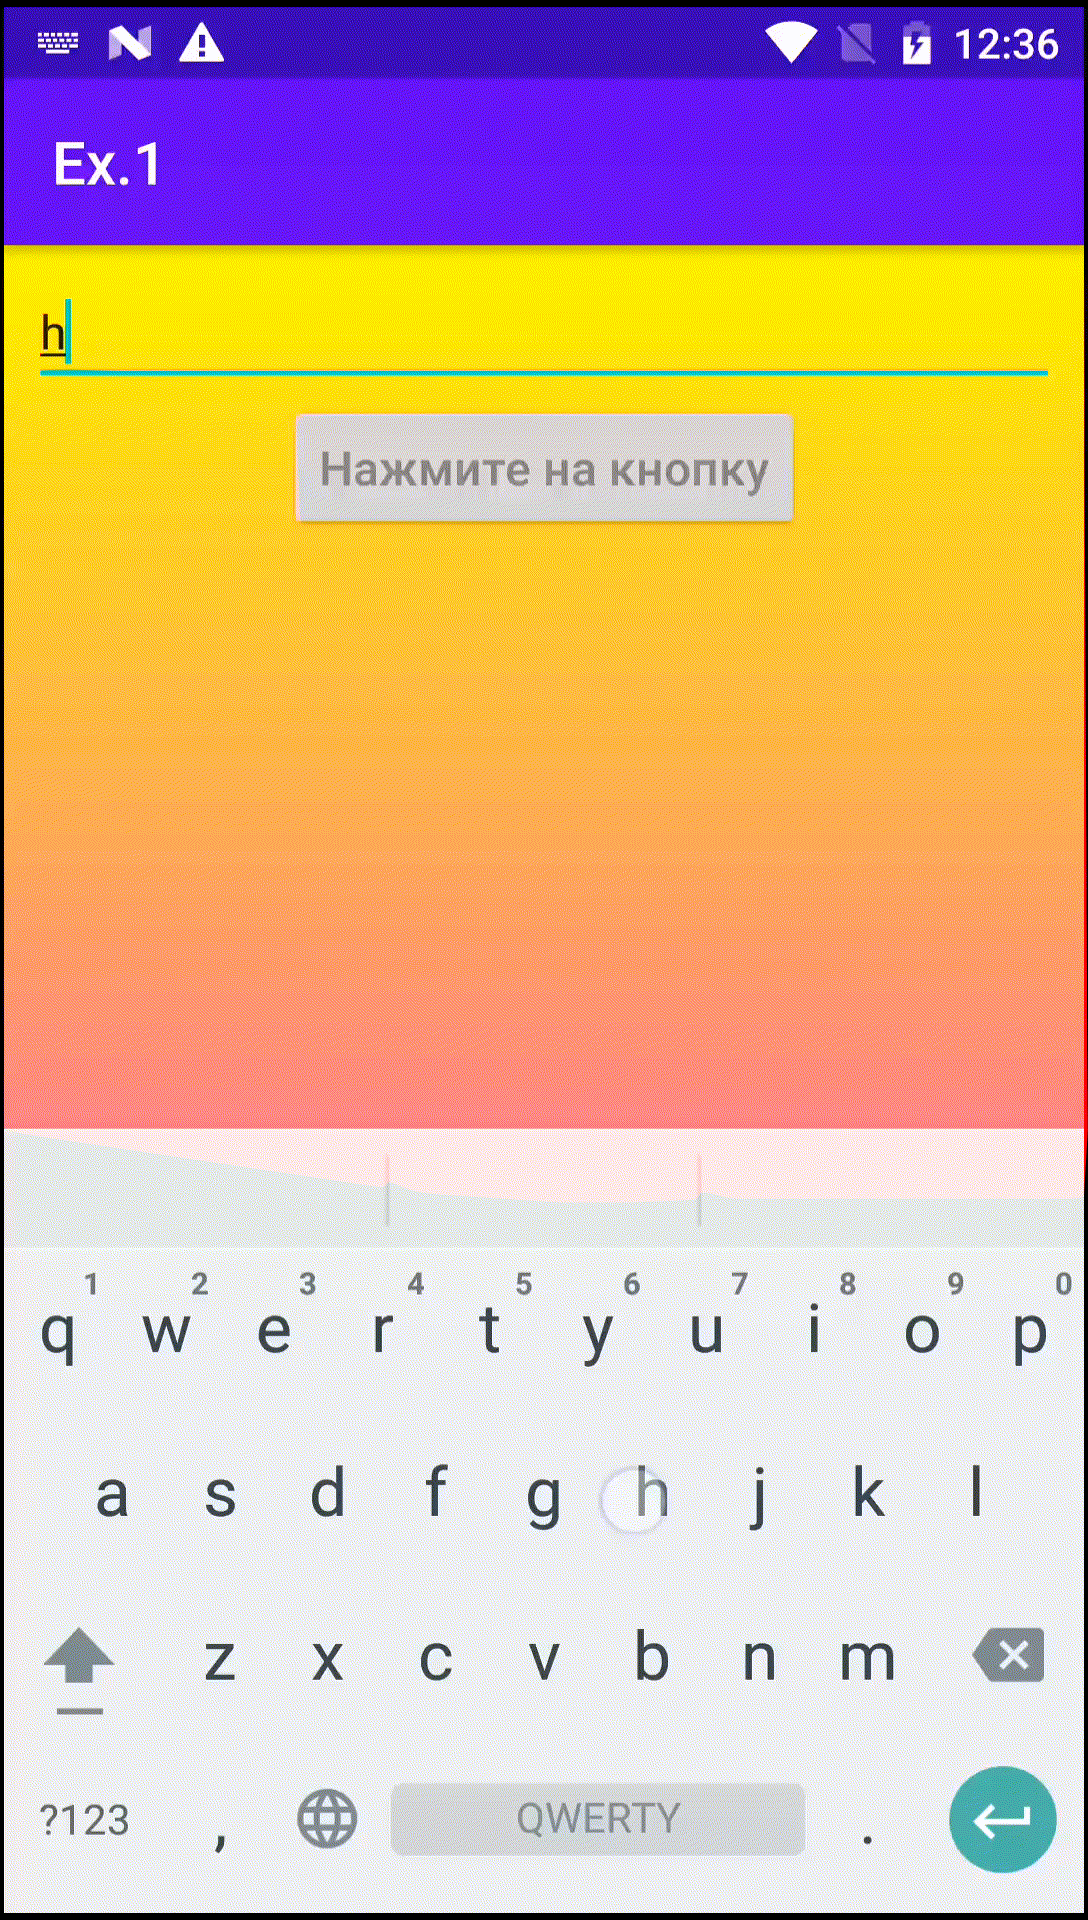 12:36
Ex.1
h
Нажмите на кнопку
1 2 3 4 5 6 7 8 9 0
q w e r t y u i o p
a s d f g h j k l
z x c v b n m
?123 , QWERTY .